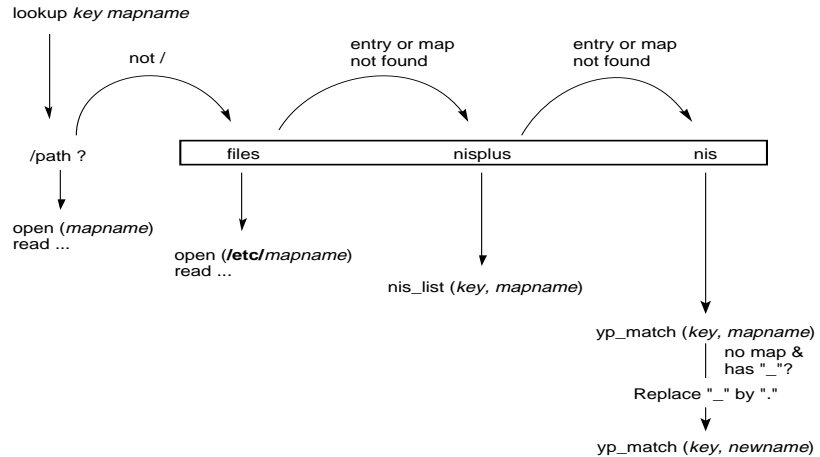 lookup key mapname
not /
entry or map
not found
entry or map
not found
/path ?
files
nisplus
nis
open (mapname)
read ...
open (/etc/mapname)
read ...
nis_list (key, mapname)
yp_match (key, mapname)
no map &
has "_"?
Replace "_" by "."
yp_match (key, newname)